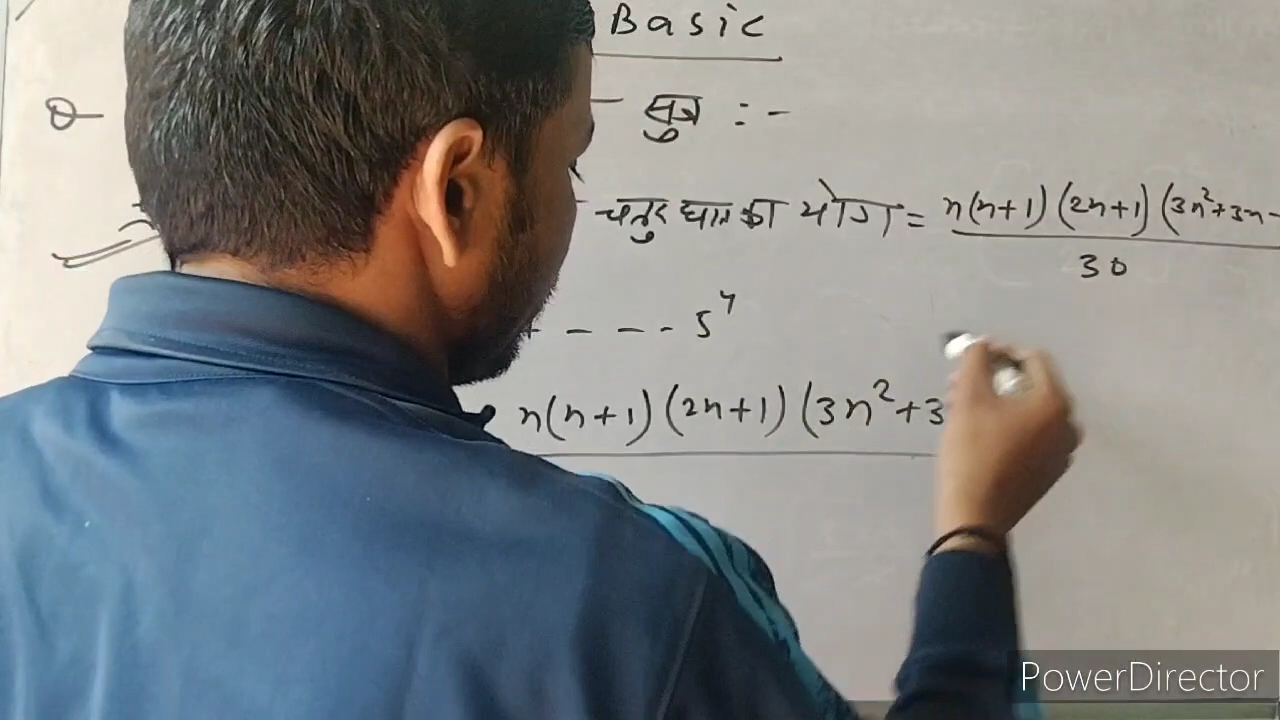 Basic
Q- - सुत्र :-
चतुर घात का योग = n(n+1)(2n+1)(3n²+3n-
30
+ - - - - 5⁴
n(n+1)(2n+1)(3n²+3
PowerDirector